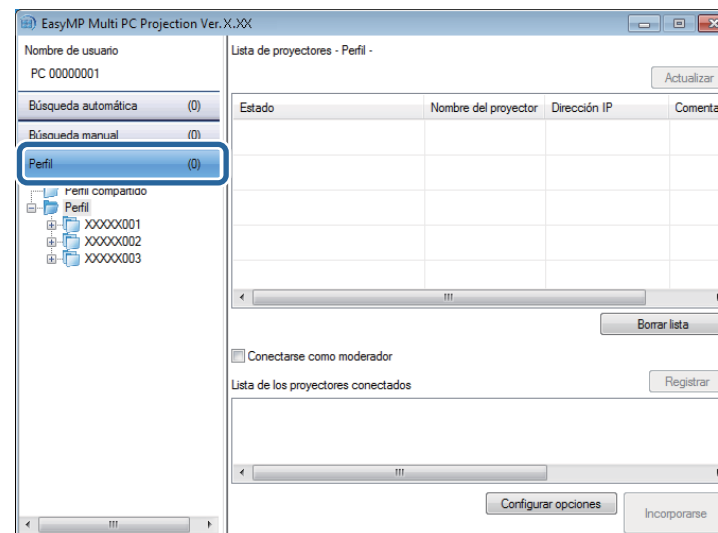 EasyMP Multi PC Projection Ver.X.XX
Nombre de usuario
PC 00000001
Búsqueda automática (0)
Búsqueda manual (0)
Perfil (0)
Perfil compartido
Perfil
XXXXX001
XXXXX002
XXXXX003
Lista de proyectores - Perfil -
Actualizar
Estado Nombre del proyector Dirección IP Comenta
Borrar lista
Conectarse como moderador
Lista de los proyectores conectados
Registrar
Configurar opciones
Incorporarse